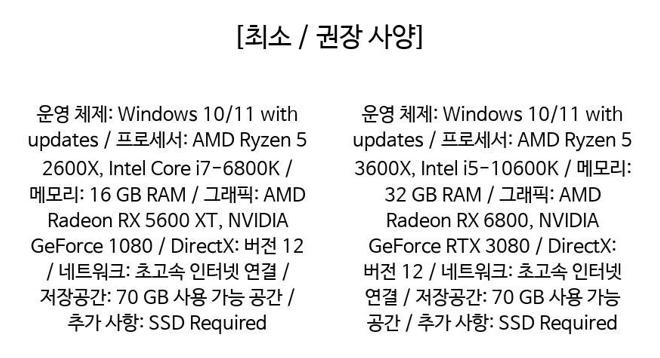 [최소 / 권장 사양]
운영 체제: Windows 10/11 with
updates / 프로세서: AMD Ryzen 5
2600X, Intel Core i7-6800K /
메모리: 16 GB RAM / 그래픽: AMD
Radeon RX 5600 XT, NVIDIA
GeForce 1080 / DirectX: 버전 12
/ 네트워크: 초고속 인터넷 연결 /
저장공간: 70 GB 사용 가능 공간 /
추가 사항: SSD Required
운영 체제: Windows 10/11 with
updates / 프로세서: AMD Ryzen 5
3600X, Intel i5-10600K / 메모리:
32 GB RAM / 그래픽: AMD
Radeon RX 6800, NVIDIA
GeForce RTX 3080 / DirectX:
버전 12 / 네트워크: 초고속 인터넷
연결 / 저장공간: 70 GB 사용 가능
공간 / 추가 사항: SSD Required